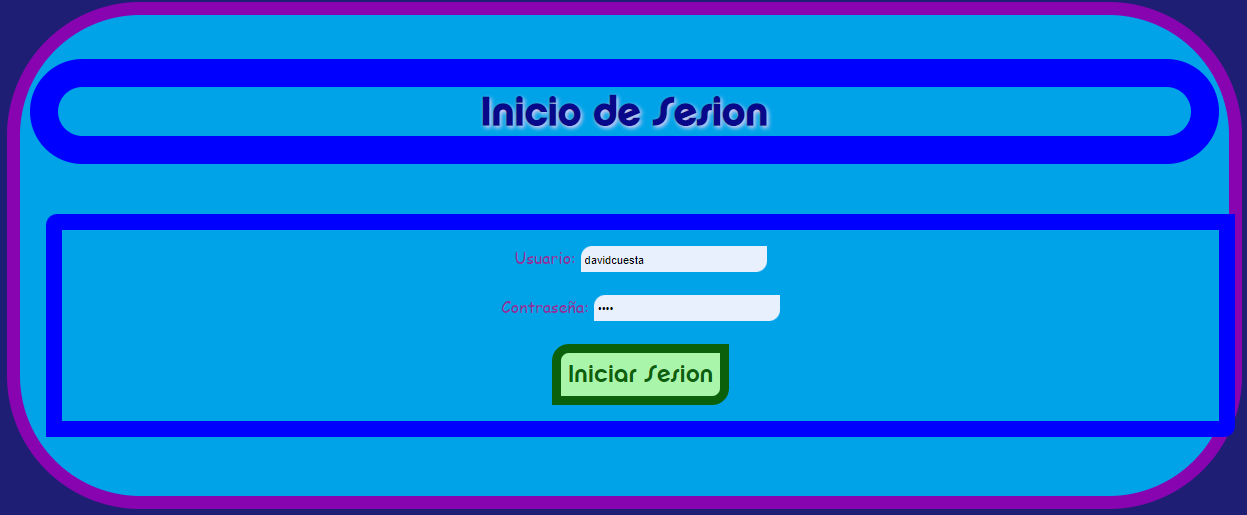 Inicio de Sesion
Usuario: davidcuesta
Contraseña: ••••
Iniciar Sesion